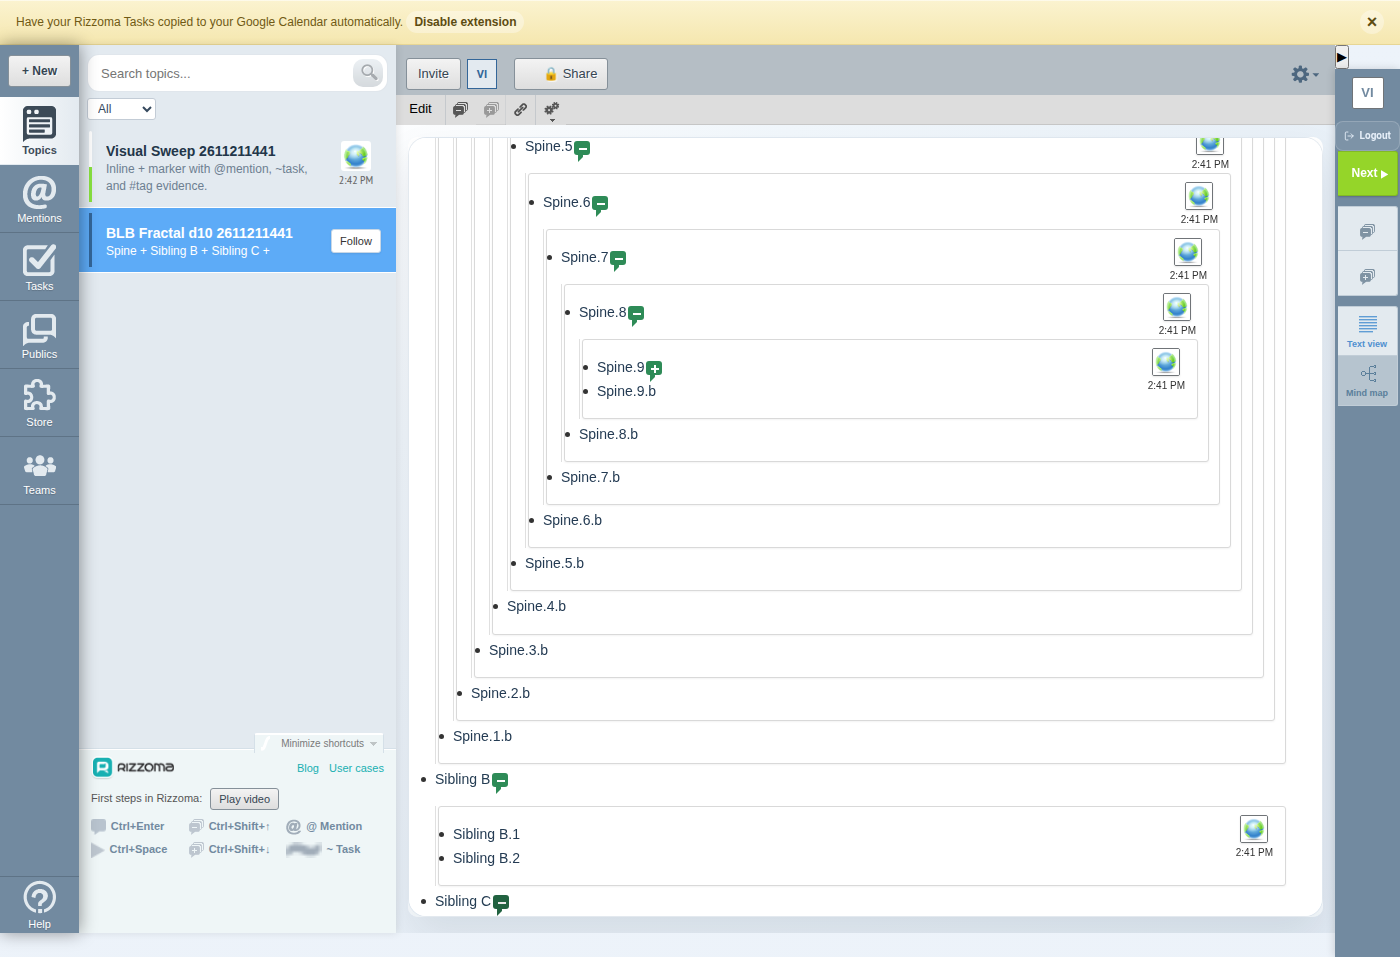 Have your Rizzoma Tasks copied to your Google Calendar automatically. Disable extension ✕
+ New
Topics
Mentions
Tasks
Publics
Store
Teams
Help
Search topics...
All
Visual Sweep 2611211441
Inline + marker with @mention, ~task,
and #tag evidence.
2:42 PM
BLB Fractal d10 2611211441
Spine + Sibling B + Sibling C +
Follow
Minimize shortcuts
RIZZOMA
Blog User cases
First steps in Rizzoma: Play video
Ctrl+Enter Ctrl+Shift+↑ @ Mention
Ctrl+Space Ctrl+Shift+↓ ~ Task
Invite VI Share
Edit
Spine.5
2:41 PM
Spine.6
2:41 PM
Spine.7
2:41 PM
Spine.8
2:41 PM
Spine.9
2:41 PM
Spine.9.b
Spine.8.b
Spine.7.b
Spine.6.b
Spine.5.b
Spine.4.b
Spine.3.b
Spine.2.b
Spine.1.b
Sibling B
Sibling B.1
2:41 PM
Sibling B.2
Sibling C
VI
Logout
Next
Text view
Mind map